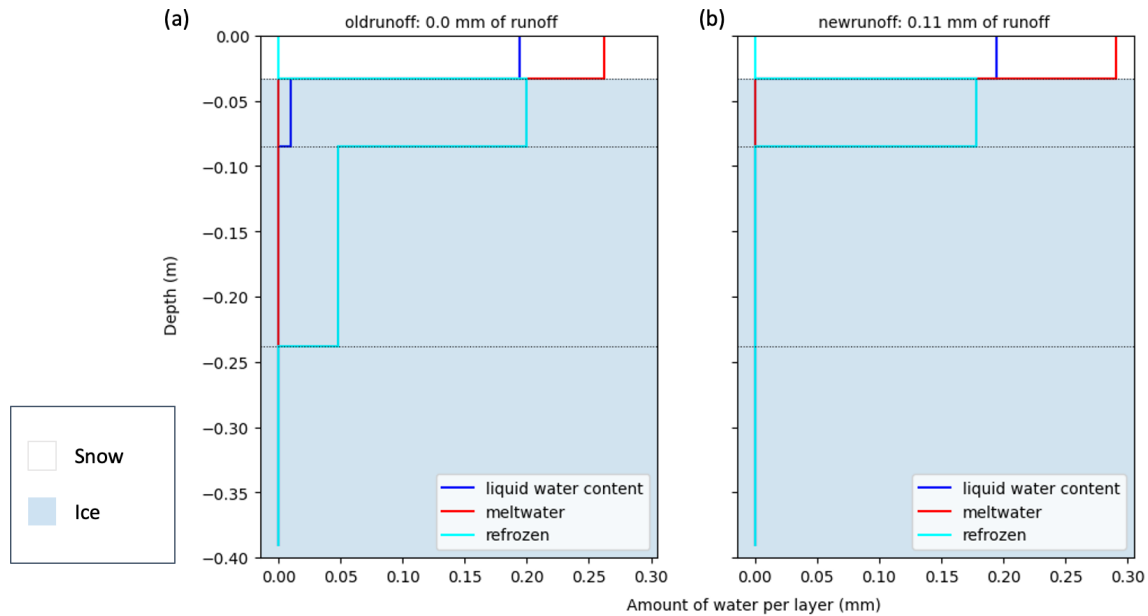 (a)
oldrunoff: 0.0 mm of runoff
(b)
newrunoff: 0.11 mm of runoff
0.00
−0.05
−0.10
−0.15
−0.20
−0.25
−0.30
−0.35
−0.40
Depth (m)
Snow
Ice
liquid water content
meltwater
refrozen
liquid water content
meltwater
refrozen
0.00 0.05 0.10 0.15 0.20 0.25 0.30
0.00 0.05 0.10 0.15 0.20 0.25 0.30
Amount of water per layer (mm)